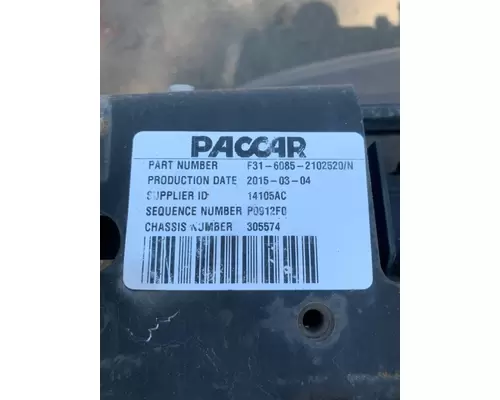 PACCAR
PART NUMBER F31-6085-2102520/N
PRODUCTION DATE 2015-03-04
SUPPLIER ID 14105AC
SEQUENCE NUMBER P0912F0
CHASSIS NUMBER 305574